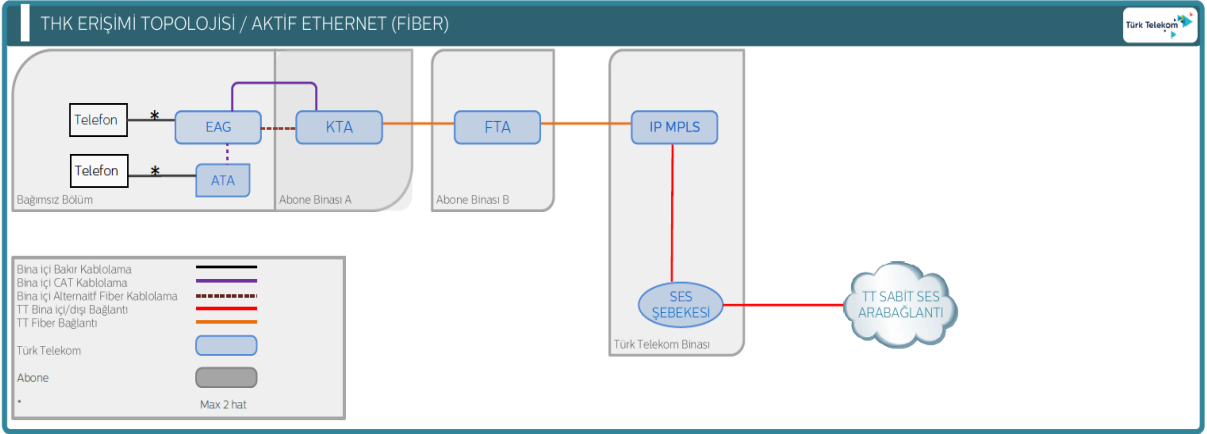 THK ERİŞİMİ TOPOLOJİSİ / AKTİF ETHERNET (FİBER)
Türk Telekom
Telefon
*
EAG
KTA
FTA
IP MPLS
Telefon
*
ATA
Bağımsız Bölüm
Abone Binası A
Abone Binası B
SES
ŞEBEKESİ
TT SABİT SES
ARABAĞLANTI
Türk Telekom Binası
Bina içi Bakır Kablolama
Bina içi CAT Kablolama
Bina içi Alternaitf Fiber Kablolama
TT Bina içi/dışı Bağlantı
TT Fiber Bağlantı
Türk Telekom
Abone
* Max 2 hat